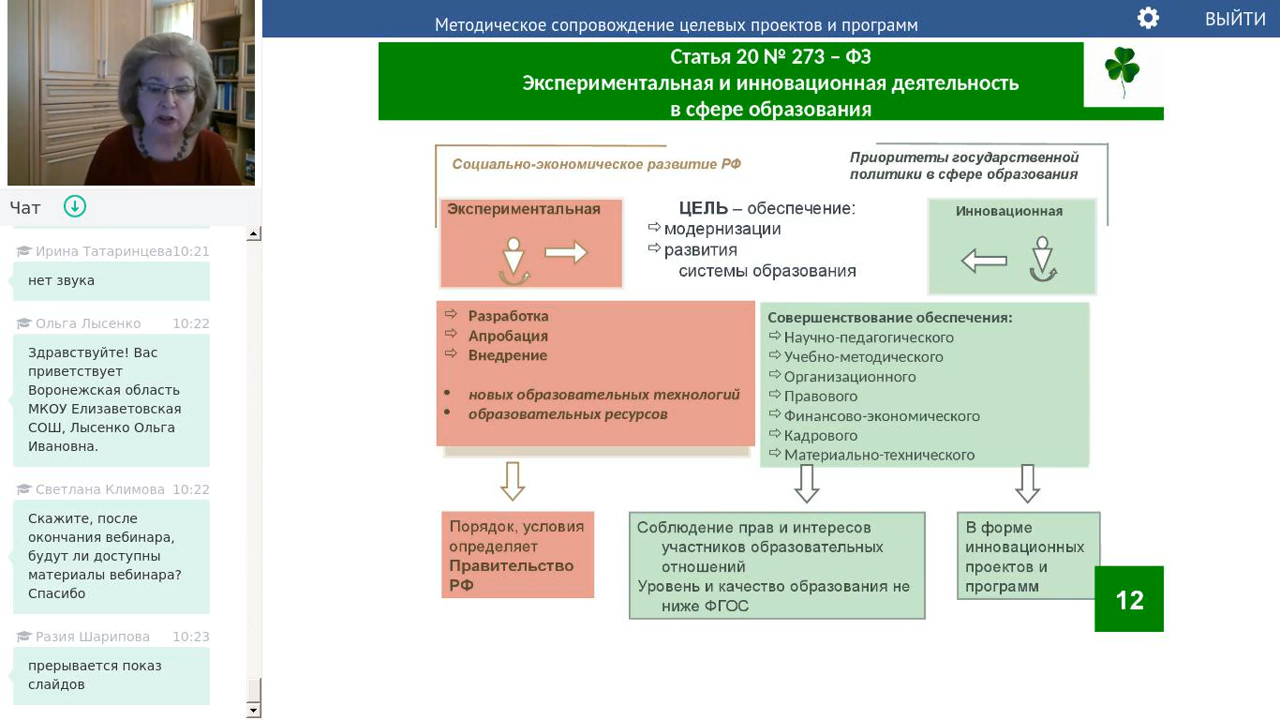 Методическое сопровождение целевых проектов и программ
ВЫЙТИ
Чат
Ирина Татаринцева10:21
нет звука
Ольга Лысенко 10:22
Здравствуйте! Вас
приветствует
Воронежская область
МКОУ Елизаветовская
СОШ, Лысенко Ольга
Ивановна.
Светлана Климова 10:22
Скажите, после
окончания вебинара,
будут ли доступны
материалы вебинара?
Спасибо
Разия Шарипова 10:23
прерывается показ
слайдов
Статья 20 № 273 – ФЗ
Экспериментальная и инновационная деятельность
в сфере образования
Социально-экономическое развитие РФ
Приоритеты государственной
политики в сфере образования
Экспериментальная
ЦЕЛЬ – обеспечение:
модернизации
развития
системы образования
Инновационная
Разработка
Апробация
Внедрение
• новых образовательных технологий
• образовательных ресурсов
Совершенствование обеспечения:
Научно-педагогического
Учебно-методического
Организационного
Правового
Финансово-экономического
Кадрового
Материально-технического
Порядок, условия
определяет
Правительство
РФ
Соблюдение прав и интересов
участников образовательных
отношений
Уровень и качество образования не
ниже ФГОС
В форме
инновационных
проектов и
программ
12